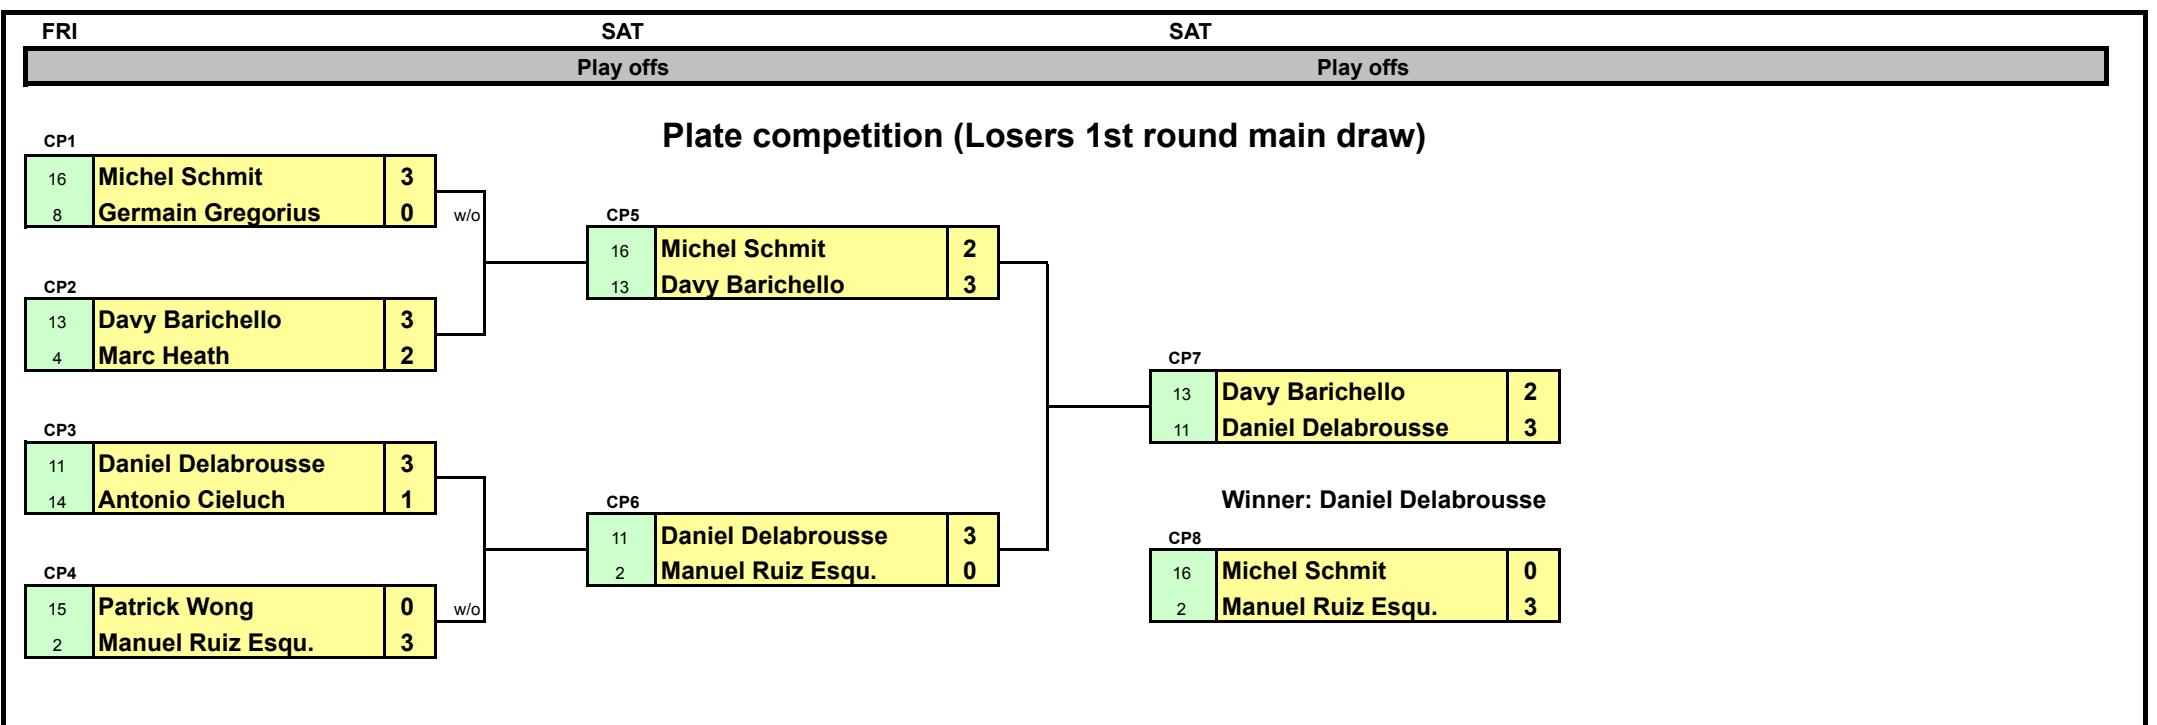 FRI SAT SAT
Play offs Play offs
Plate competition (Losers 1st round main draw)
CP1
16 Michel Schmit 3
8 Germain Gregorius 0 w/o
CP5
16 Michel Schmit 2
13 Davy Barichello 3
CP2
13 Davy Barichello 3
4 Marc Heath 2
CP7
13 Davy Barichello 2
11 Daniel Delabrousse 3
CP3
11 Daniel Delabrousse 3
14 Antonio Cieluch 1
Winner: Daniel Delabrousse
CP6
11 Daniel Delabrousse 3
2 Manuel Ruiz Esqu. 0
CP8
16 Michel Schmit 0
2 Manuel Ruiz Esqu. 3
CP4
15 Patrick Wong 0 w/o
2 Manuel Ruiz Esqu. 3